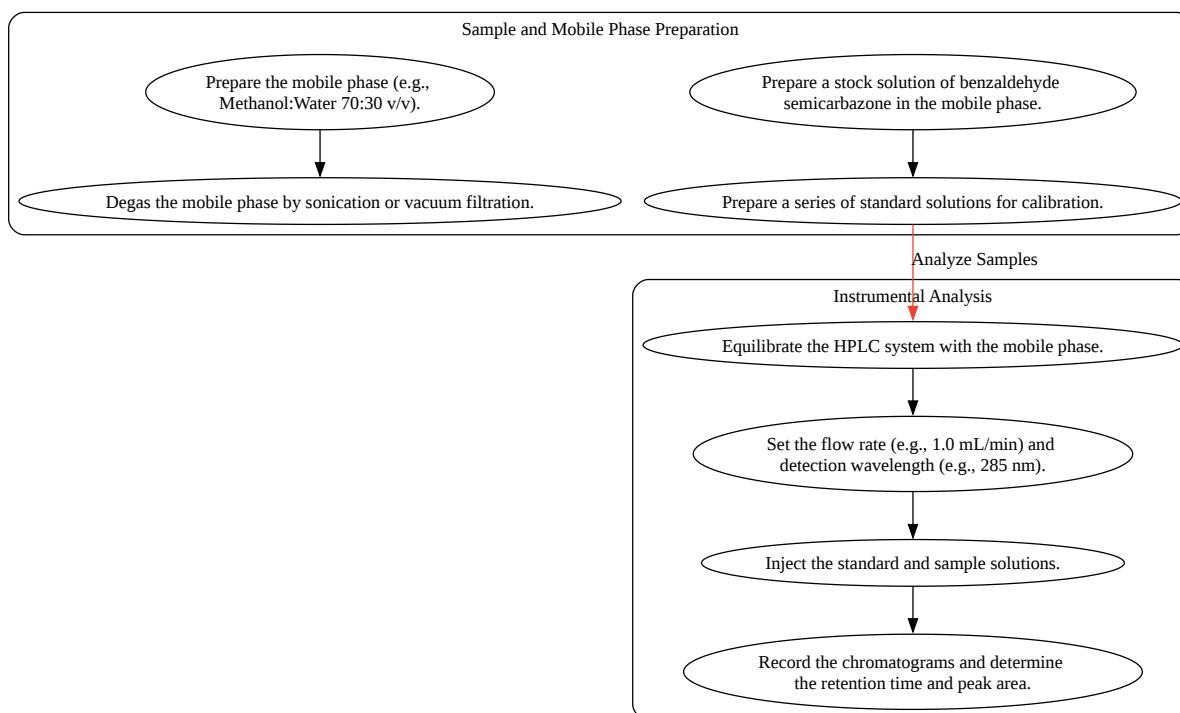 Sample and Mobile Phase Preparation
Prepare the mobile phase (e.g.,
Methanol:Water 70:30 v/v).
Prepare a stock solution of benzaldehyde
semicarbazone in the mobile phase.
Degas the mobile phase by sonication or vacuum filtration.
Prepare a series of standard solutions for calibration.
Analyze Samples
Instrumental Analysis
Equilibrate the HPLC system with the mobile phase.
Set the flow rate (e.g., 1.0 mL/min) and
detection wavelength (e.g., 285 nm).
Inject the standard and sample solutions.
Record the chromatograms and determine
the retention time and peak area.